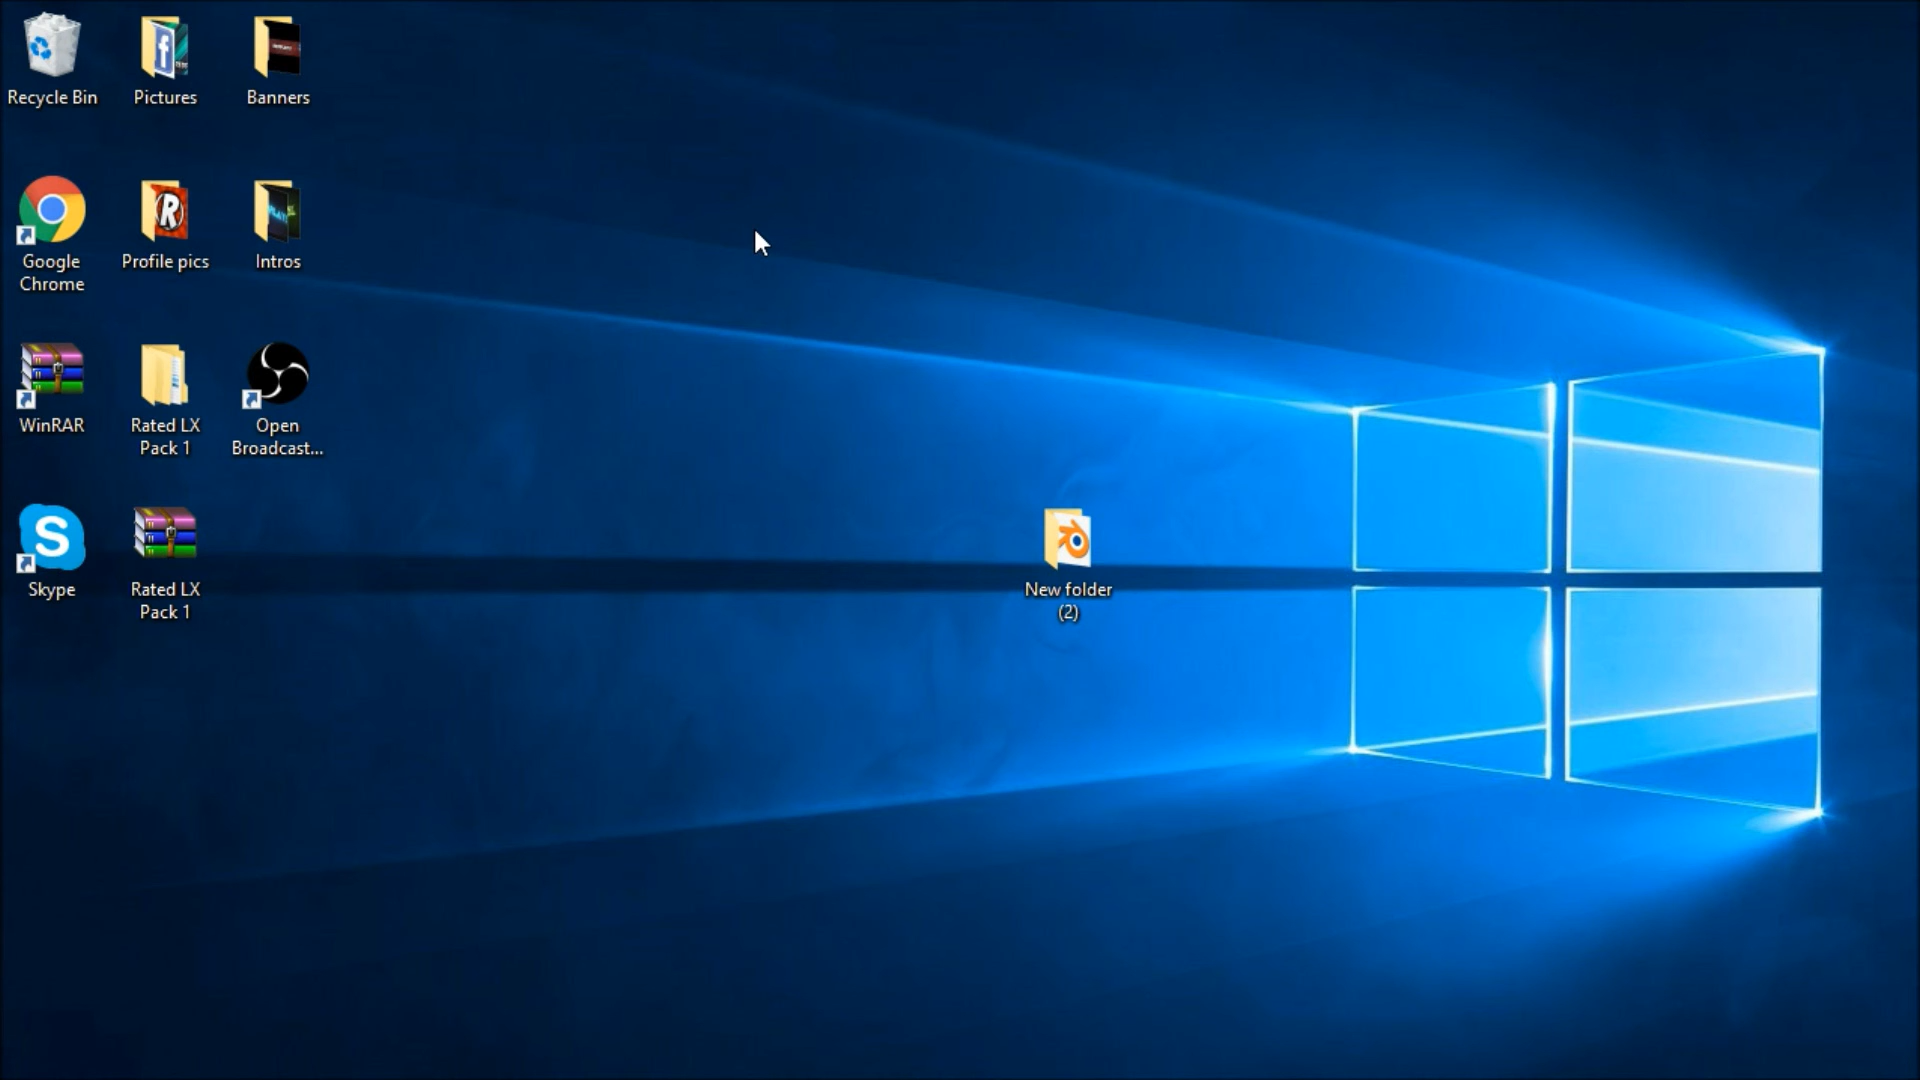 Recycle Bin
Pictures
Banners
Google
Chrome
Profile pics
Intros
WinRAR
Rated LX
Pack 1
Open
Broadcast...
Skype
Rated LX
Pack 1
New folder
(2)